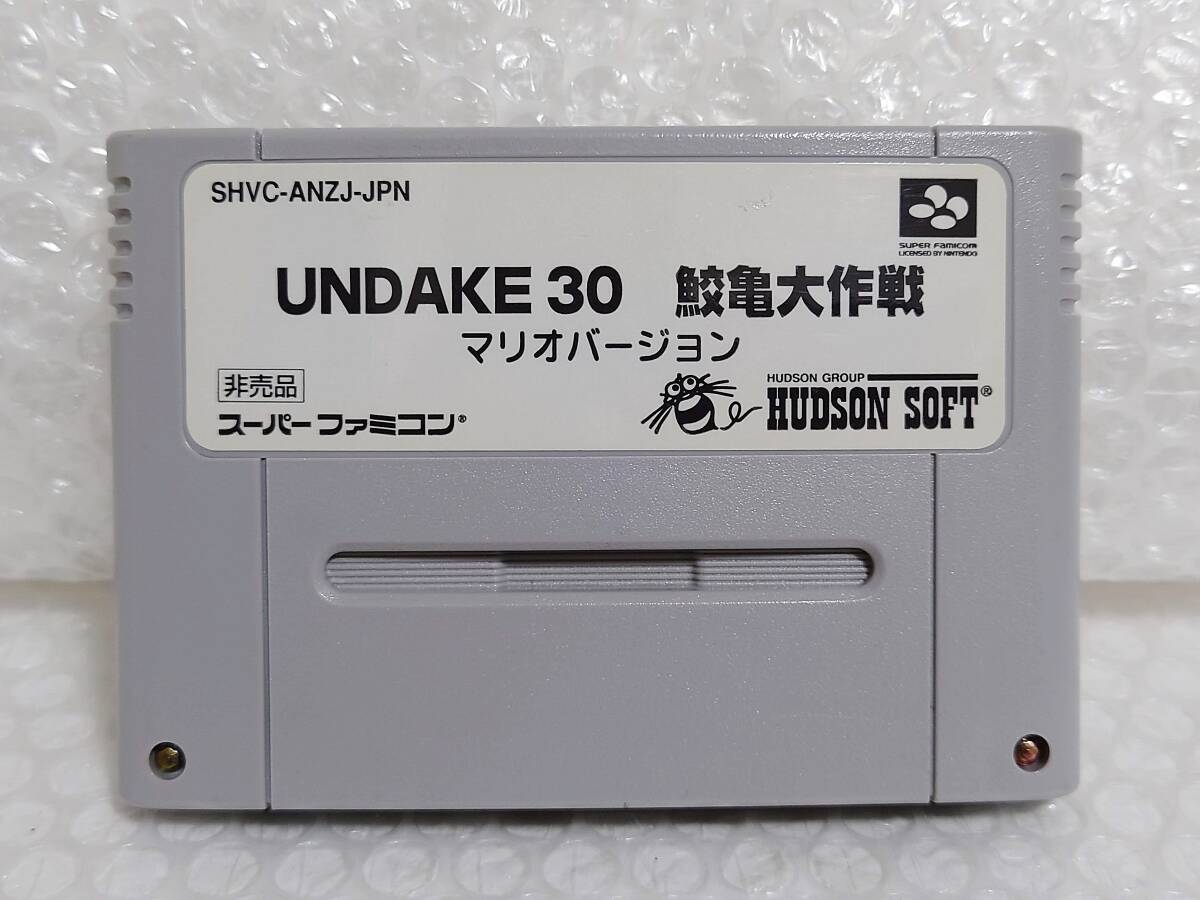 SHVC-ANZJ-JPN
SUPER FAMICOM
LICENSED BY NINTENDO
UNDAKE 30 鮫亀大作戦
マリオバージョン
非売品
スーパーファミコン®
HUDSON GROUP
HUDSON SOFT®